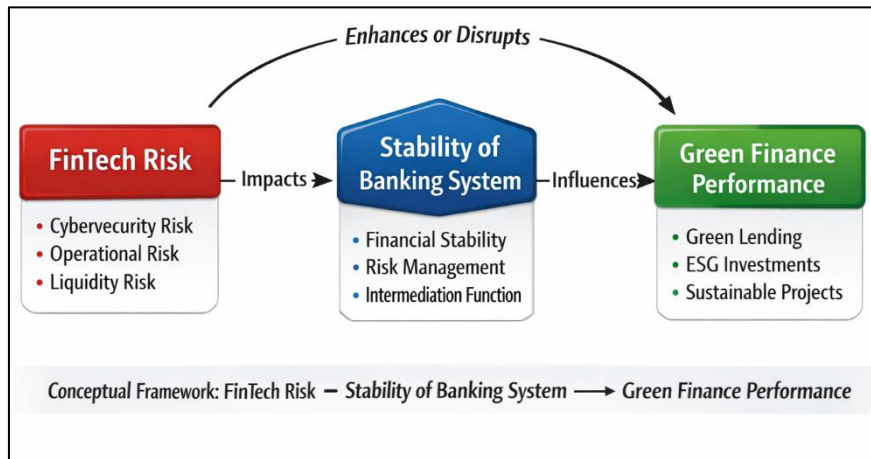 Enhances or Disrupts
FinTech Risk
• Cybervecurity Risk
• Operational Risk
• Liquidity Risk
Impacts
Stability of
Banking System
• Financial Stability
• Risk Management
• Intermediation Function
Influences
Green Finance
Performance
• Green Lending
• ESG Investments
• Sustainable Projects
Conceptual Framework: FinTech Risk – Stability of Banking System ⟶ Green Finance Performance